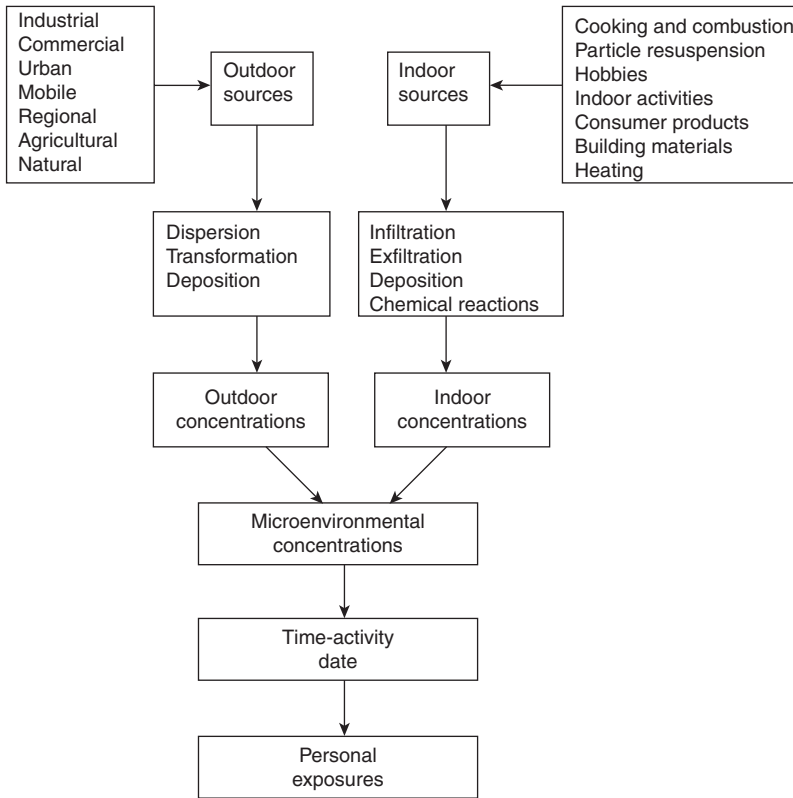 Industrial
Commercial
Urban
Mobile
Regional
Agricultural
Natural
Outdoor
sources
Indoor
sources
Cooking and combustion
Particle resuspension
Hobbies
Indoor activities
Consumer products
Building materials
Heating
Dispersion
Transformation
Deposition
Infiltration
Exfiltration
Deposition
Chemical reactions
Outdoor
concentrations
Indoor
concentrations
Microenvironmental
concentrations
Time-activity
date
Personal
exposures